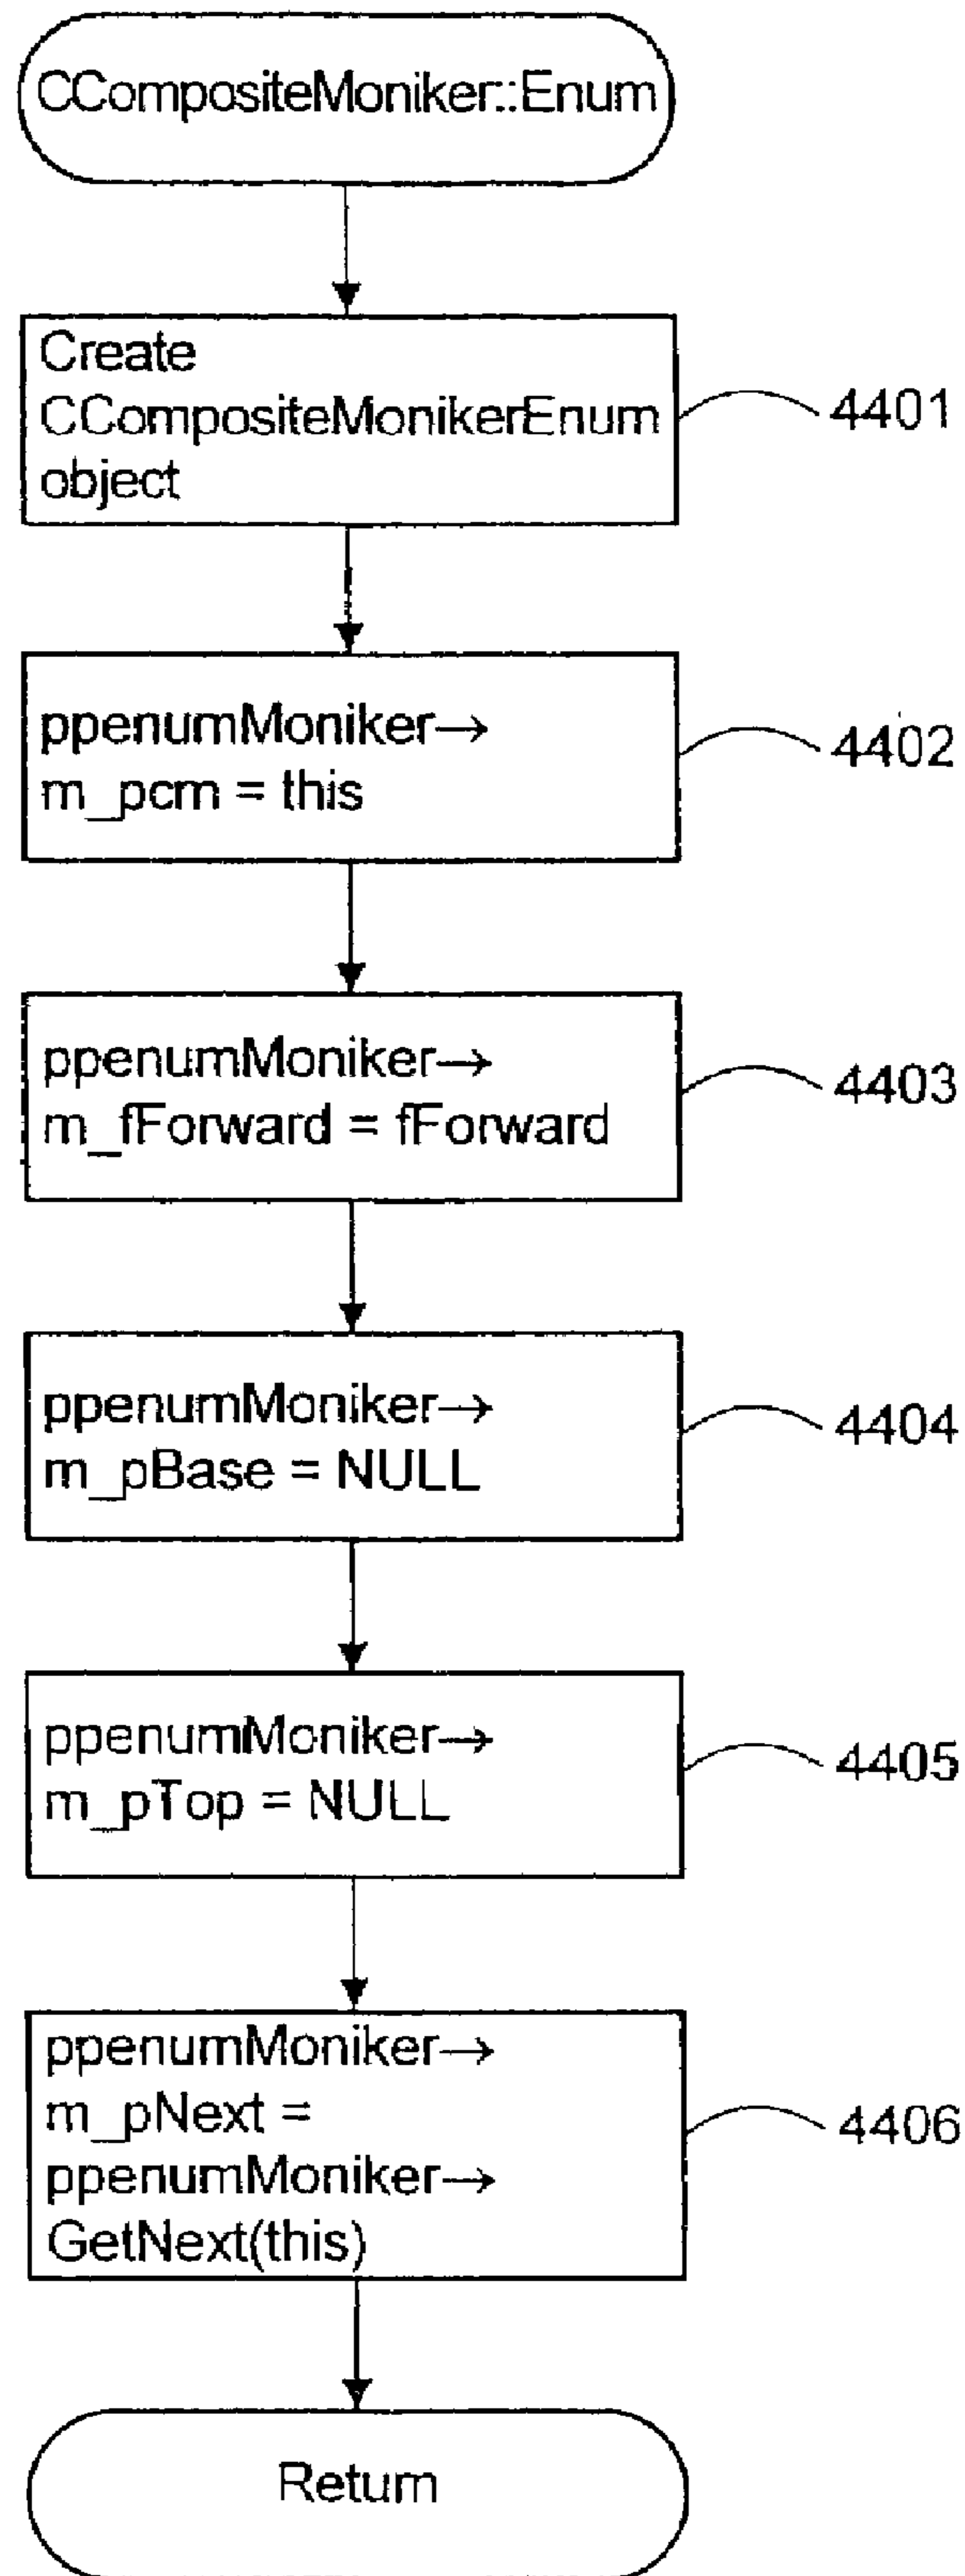 CCompositeMoniker::Enum
Create
CCompositeMonikerEnum
object
4401
ppenumMoniker→
m_pcm = this
4402
ppenumMoniker→
m_fForward = fForward
4403
ppenumMoniker→
m_pBase = NULL
4404
ppenumMoniker→
m_pTop = NULL
4405
ppenumMoniker→
m_pNext =
ppenumMoniker→
GetNext(this)
4406
Return